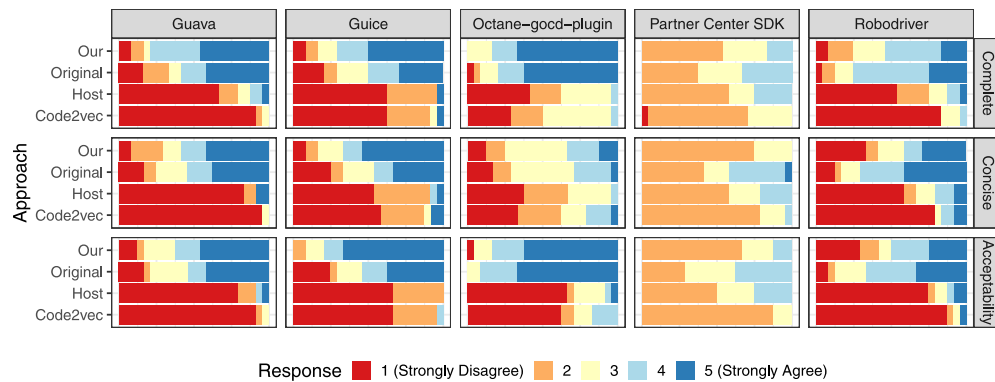 Guava Guice Octane-gocd-plugin Partner Center SDK Robodriver
Approach
Our
Original
Host
Code2vec
Complete
Our
Original
Host
Code2vec
Concise
Our
Original
Host
Code2vec
Acceptability
Response 1 (Strongly Disagree) 2 3 4 5 (Strongly Agree)